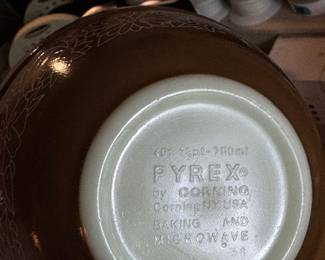 PYREX®
by CORNING
Corning NY USA
BAKING AND
MICROWAVE